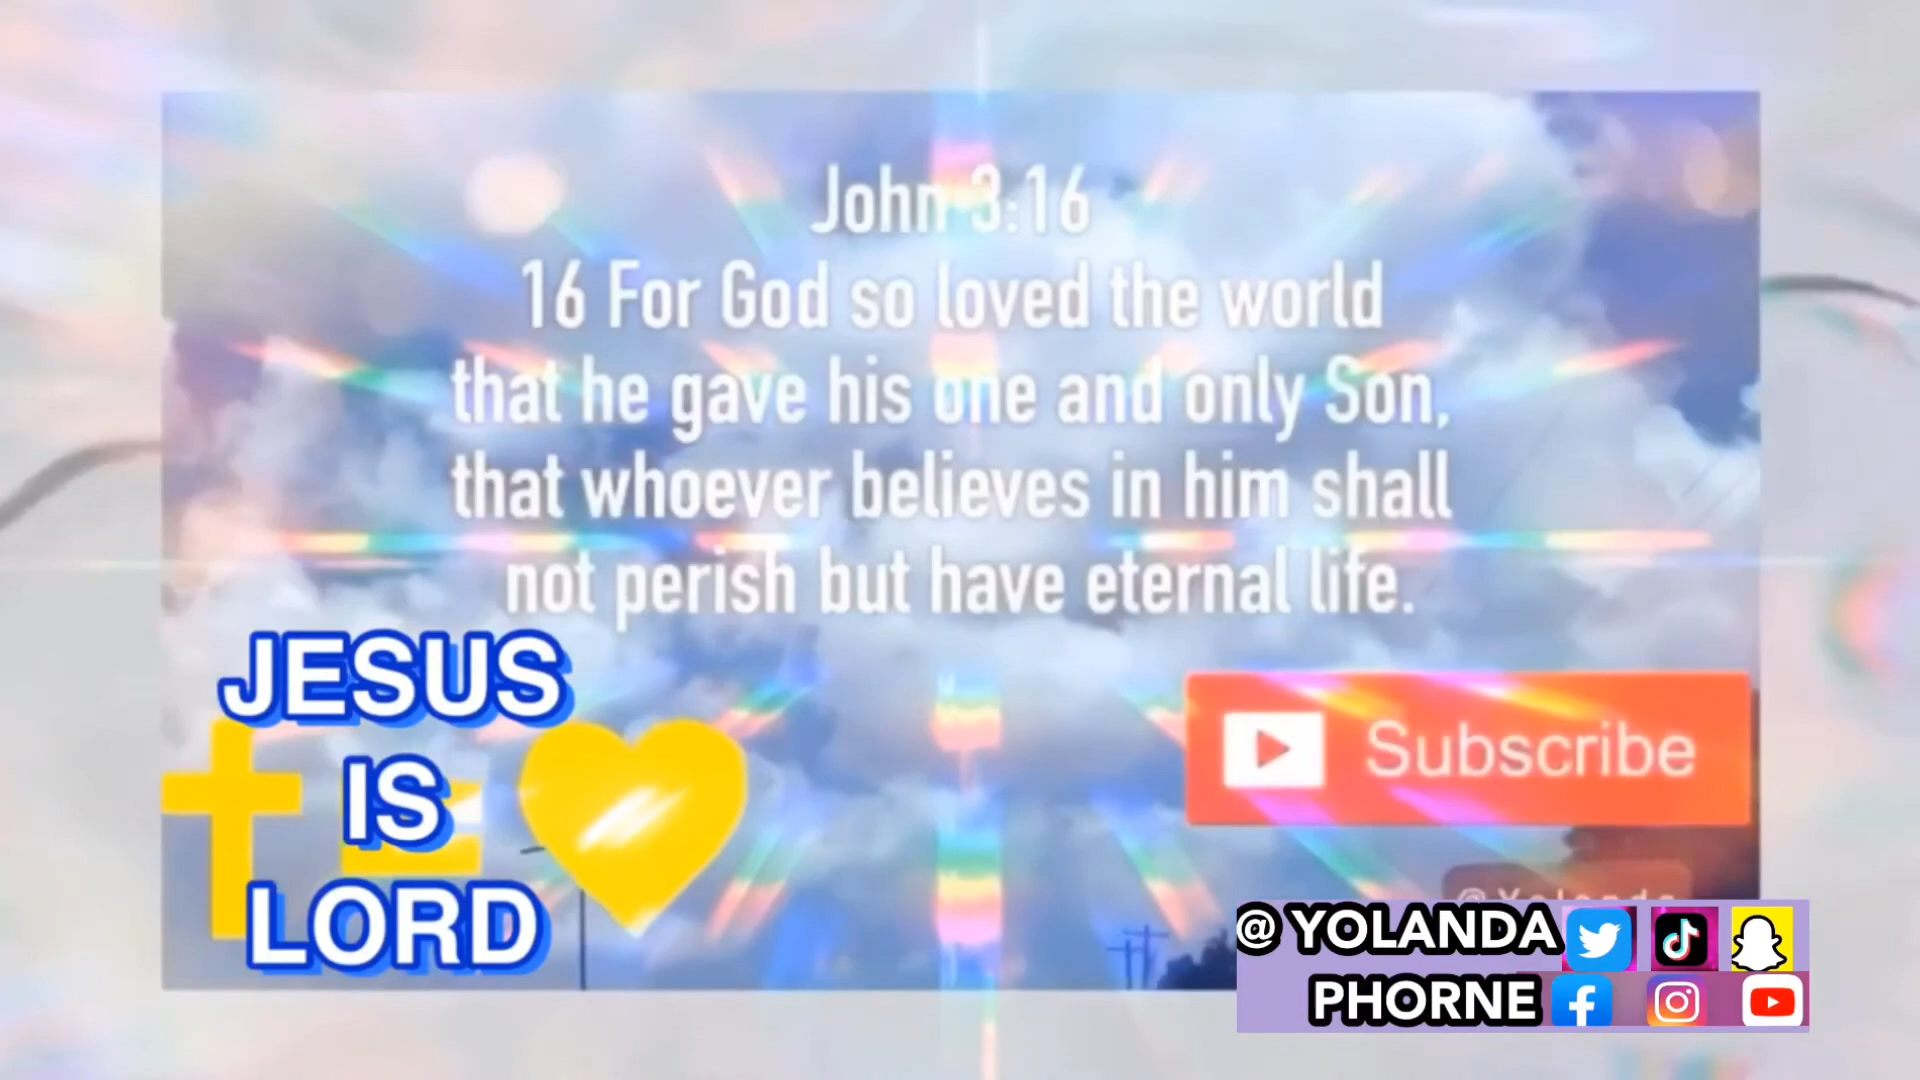 John 3:16
16 For God so loved the world
that he gave his one and only Son,
that whoever believes in him shall
not perish but have eternal life.
JESUS
IS
LORD
Subscribe
@Yolanda
@ YOLANDA
PHORNE